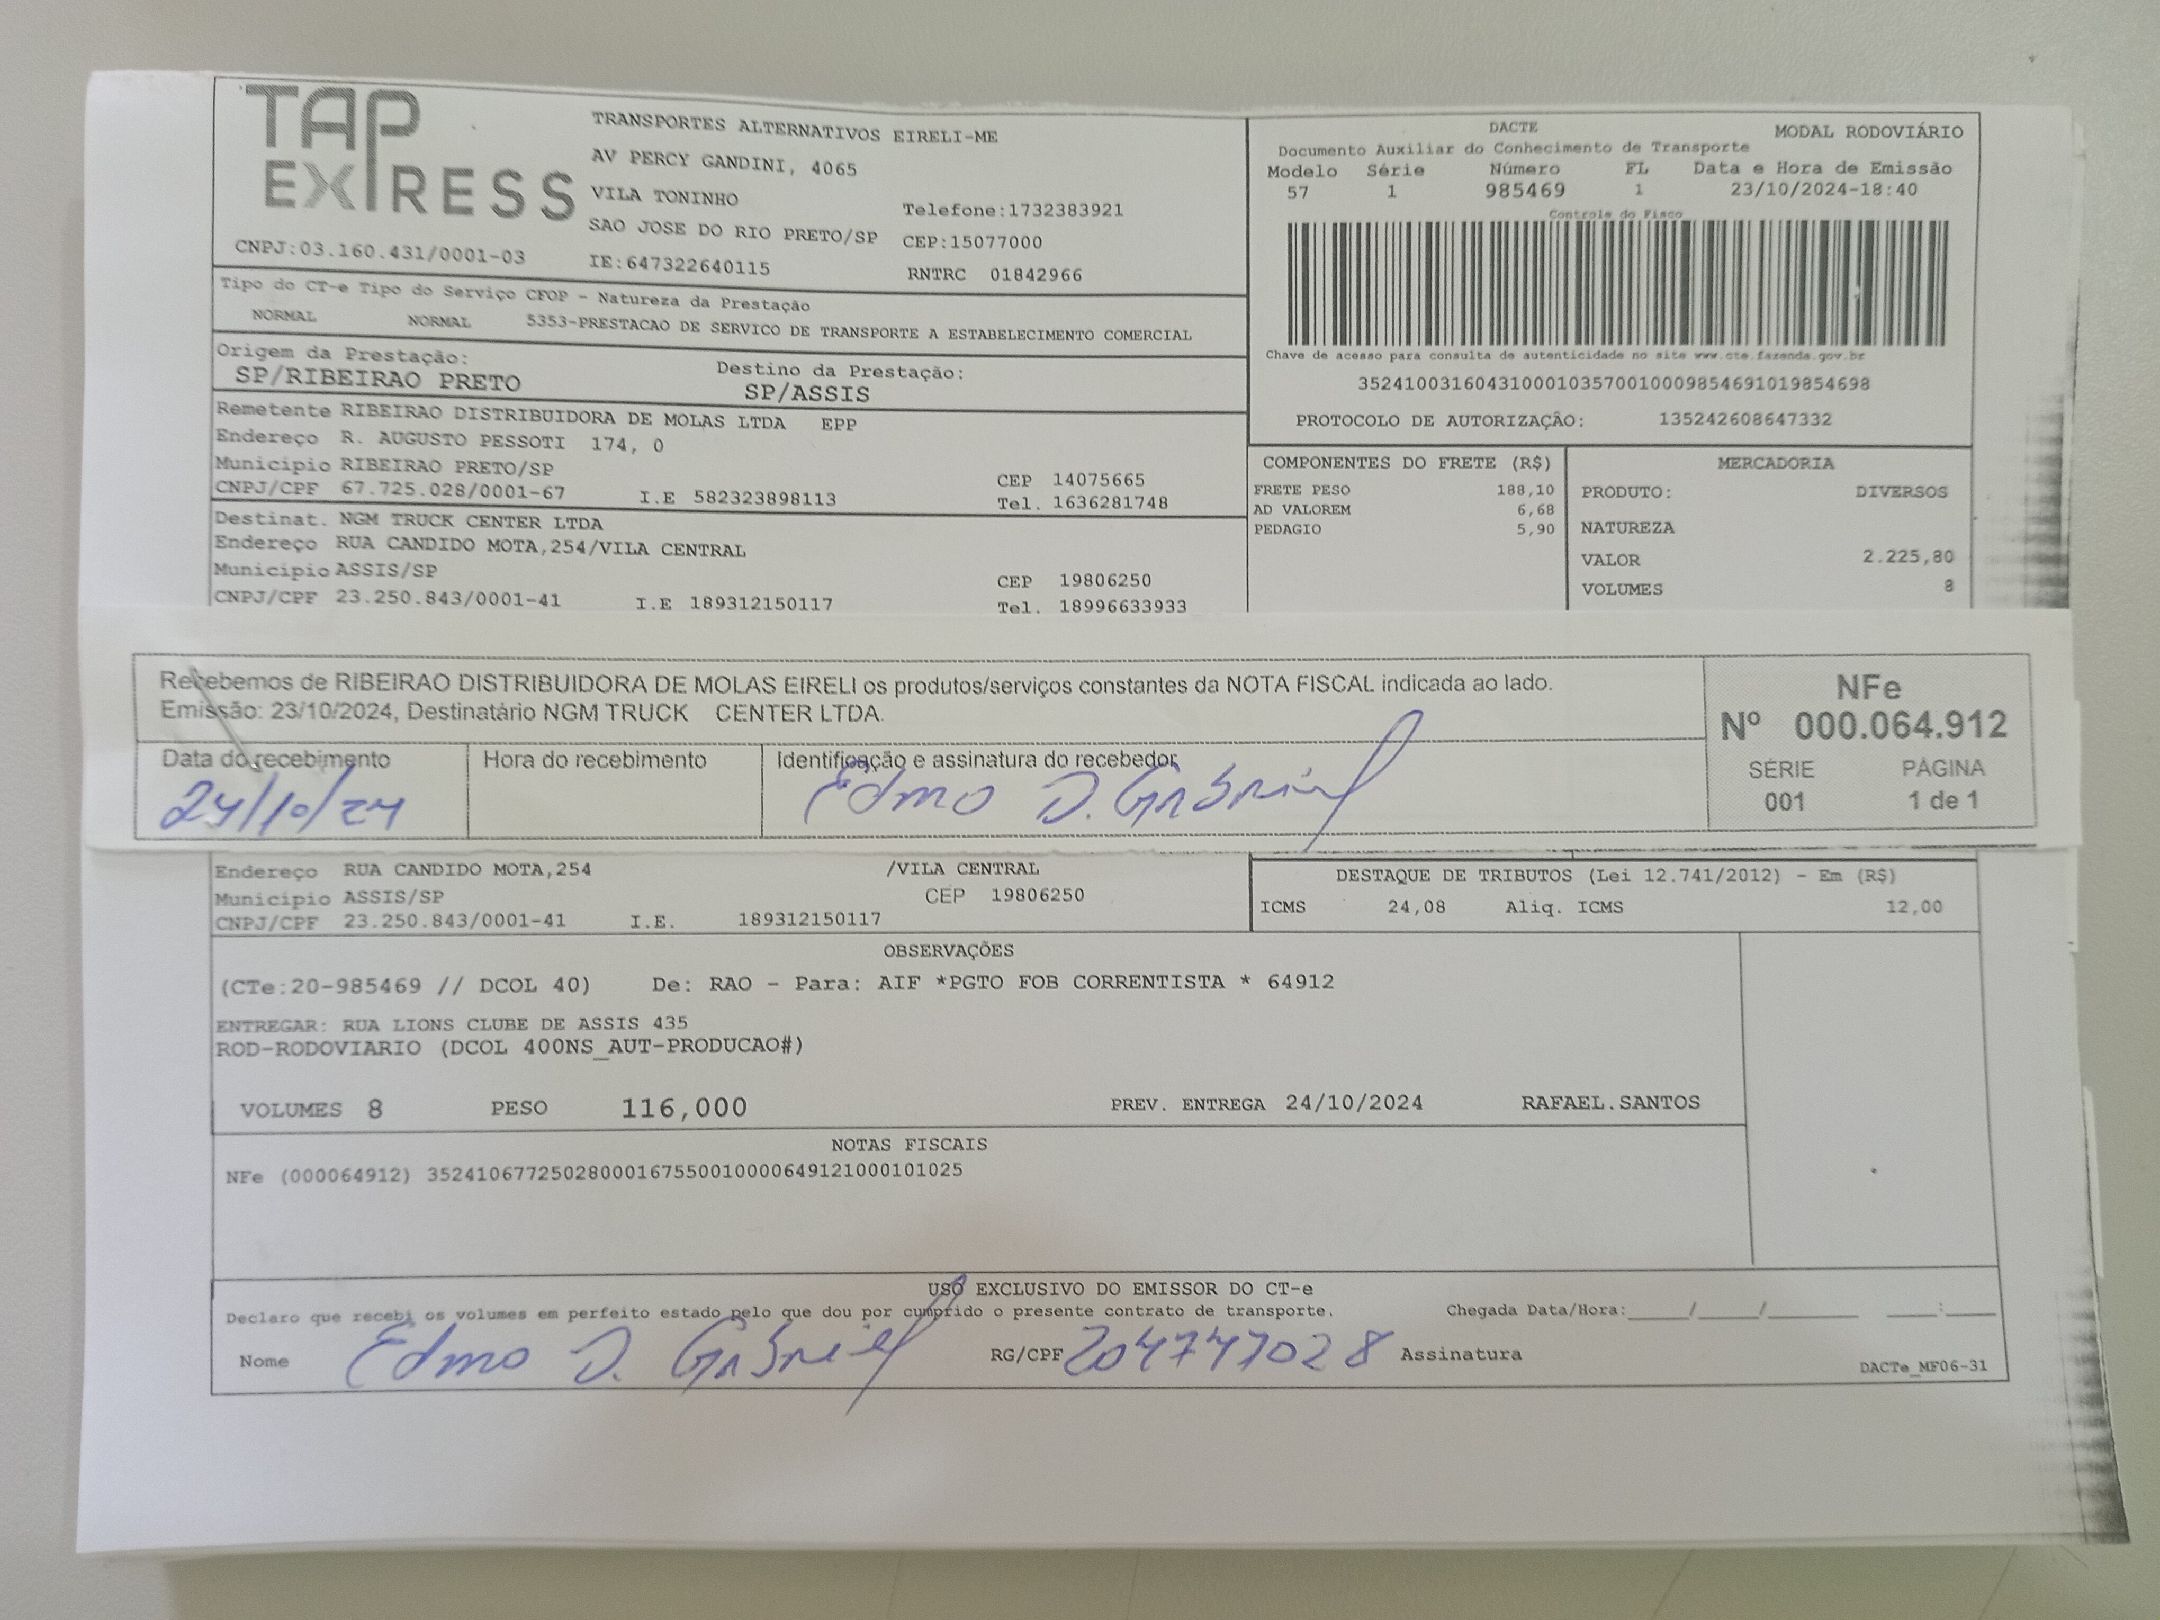 TAP EXPRESS
TRANSPORTES ALTERNATIVOS EIRELI-ME
AV PERCY GANDINI, 4065
VILA TONINHO
SAO JOSE DO RIO PRETO/SP
IE:647322640115
Telefone:1732383921
CEP:15077000
RNTRC 01842966
CNPJ:03.160.431/0001-03
DACTE MODAL RODOVIÁRIO
Documento Auxiliar do Conhecimento de Transporte
Modelo Série Número FL Data e Hora de Emissão
57 1 985469 1 23/10/2024-18:40
Controle do Fisco
Chave de acesso para consulta de autenticidade no site www.cte.fazenda.gov.br
35241003160431000103570010009854691019854698
PROTOCOLO DE AUTORIZAÇÃO: 135242608647332
Tipo do CT-e Tipo do Serviço CFOP - Natureza da Prestação
NORMAL NORMAL 5353-PRESTACAO DE SERVICO DE TRANSPORTE A ESTABELECIMENTO COMERCIAL
Origem da Prestação: Destino da Prestação:
SP/RIBEIRAO PRETO SP/ASSIS
Remetente RIBEIRAO DISTRIBUIDORA DE MOLAS LTDA EPP
Endereço R. AUGUSTO PESSOTI 174, 0
Municipio RIBEIRAO PRETO/SP CEP 14075665
CNPJ/CPF 67.725.028/0001-67 I.E 582323898113 Tel. 1636281748
Destinat. NGM TRUCK CENTER LTDA
Endereço RUA CANDIDO MOTA,254/VILA CENTRAL
Municipio ASSIS/SP CEP 19806250
CNPJ/CPF 23.250.843/0001-41 I.E 189312150117 Tel. 18996633933
COMPONENTES DO FRETE (R$)
FRETE PESO 188,10
AD VALOREM 6,68
PEDAGIO 5,90
MERCADORIA
PRODUTO: DIVERSOS
NATUREZA
VALOR 2.225,80
VOLUMES 8
Recebemos de RIBEIRAO DISTRIBUIDORA DE MOLAS EIRELI os produtos/serviços constantes da NOTA FISCAL indicada ao lado.
Emissão: 23/10/2024, Destinatário NGM TRUCK CENTER LTDA.
Data do recebimento Hora do recebimento Identificação e assinatura do recebedor
24/10/24 Edmo D. Gabriel
NFe
Nº 000.064.912
SÉRIE PÁGINA
001 1 de 1
Endereço RUA CANDIDO MOTA,254 /VILA CENTRAL
Municipio ASSIS/SP CEP 19806250
CNPJ/CPF 23.250.843/0001-41 I.E. 189312150117
DESTAQUE DE TRIBUTOS (Lei 12.741/2012) - Em (R$)
ICMS 24,08 Aliq. ICMS 12,00
OBSERVAÇÕES
(CTe:20-985469 // DCOL 40) De: RAO - Para: AIF *PGTO FOB CORRENTISTA * 64912
ENTREGAR: RUA LIONS CLUBE DE ASSIS 435
ROD-RODOVIARIO (DCOL 400NS_AUT-PRODUCAO#)
VOLUMES 8 PESO 116,000 PREV. ENTREGA 24/10/2024 RAFAEL.SANTOS
NOTAS FISCAIS
NFe (000064912) 35241067725028000167550010000649121000101025
USO EXCLUSIVO DO EMISSOR DO CT-e
Declaro que recebi os volumes em perfeito estado pelo que dou por cumprido o presente contrato de transporte. Chegada Data/Hora:_____/_____/_______ ____:____
Nome Edmo D. Gabriel RG/CPF 204747028 Assinatura
DACTe_MF06-31